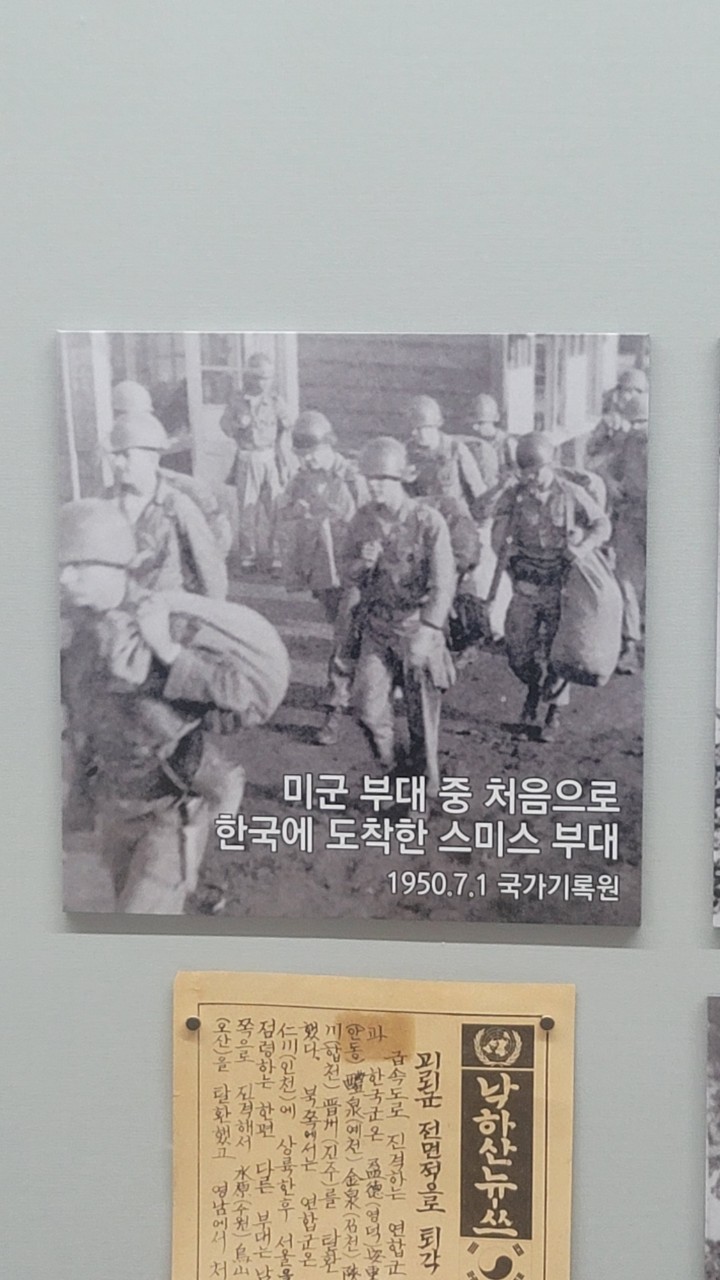 미군 부대 중 처음으로
한국에 도착한 스미스 부대
1950.7.1 국가기록원
낙하산뉴쓰
괴뢰군 전면적으로 퇴각
급속도로 진격하는 연합군
과 한국군은 盈德(영덕)
안동) 醴泉(예천) 金泉(김천) 陜
川(합천) 晋州(진주)를 탈환
했다. 북쪽에서는 연합군은
仁川(인천)에 상륙한후 서울을
점령하는 한편 다른 부대는
쪽으로 진격해서 水原(수원) 烏山
(오산)을 탈환했고 영남에서